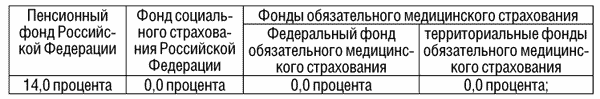 Пенсионный
фонд Российс-
кой Федерации
Фонд социаль-
ного страхова-
ния Российской
Федерации
Фонды обязательного медицинского страхования
Федеральный фонд
обязательного медицинс-
кого страхования
территориальные фонды
обязательного медицинс-
кого страхования
14,0 процента
0,0 процента
0,0 процента
0,0 процента;